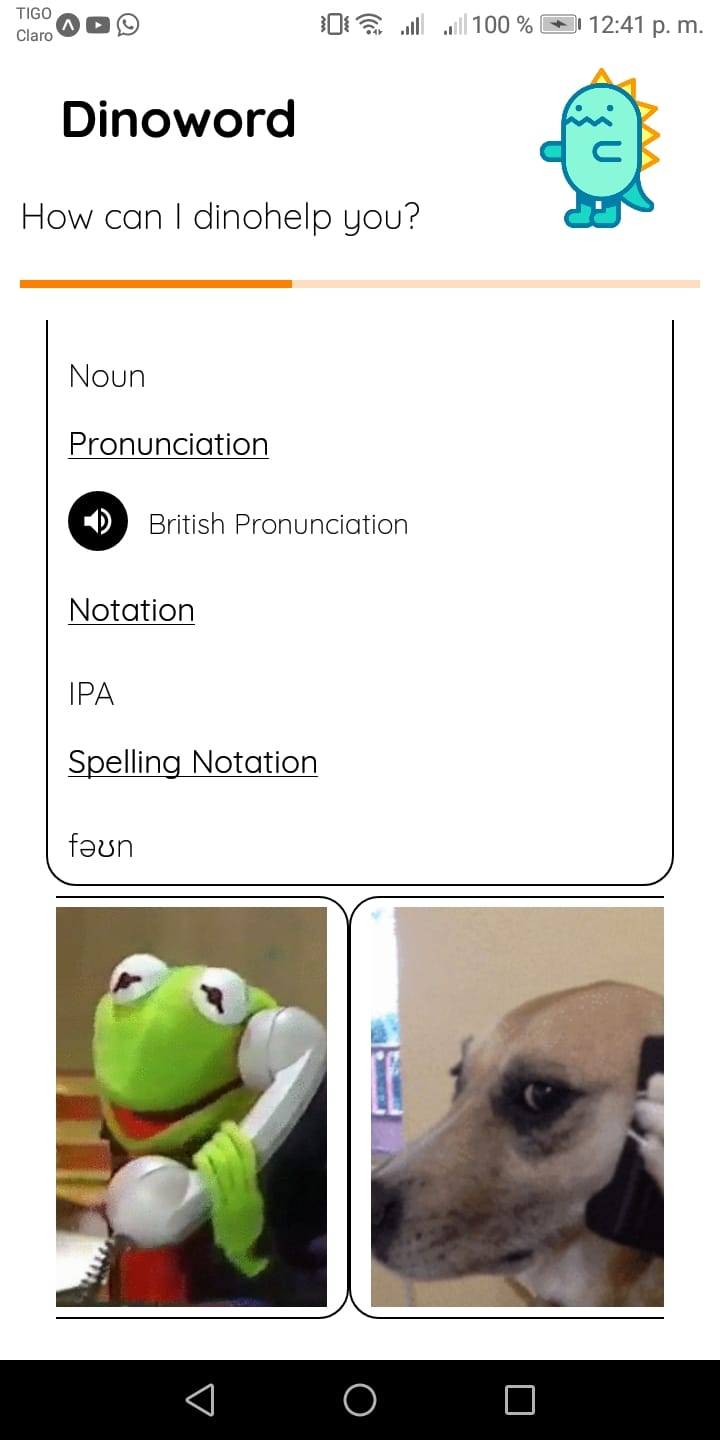 TIGO
Claro
100 % 12:41 p. m.
Dinoword
How can I dinohelp you?
Noun
Pronunciation
British Pronunciation
Notation
IPA
Spelling Notation
fəʊn